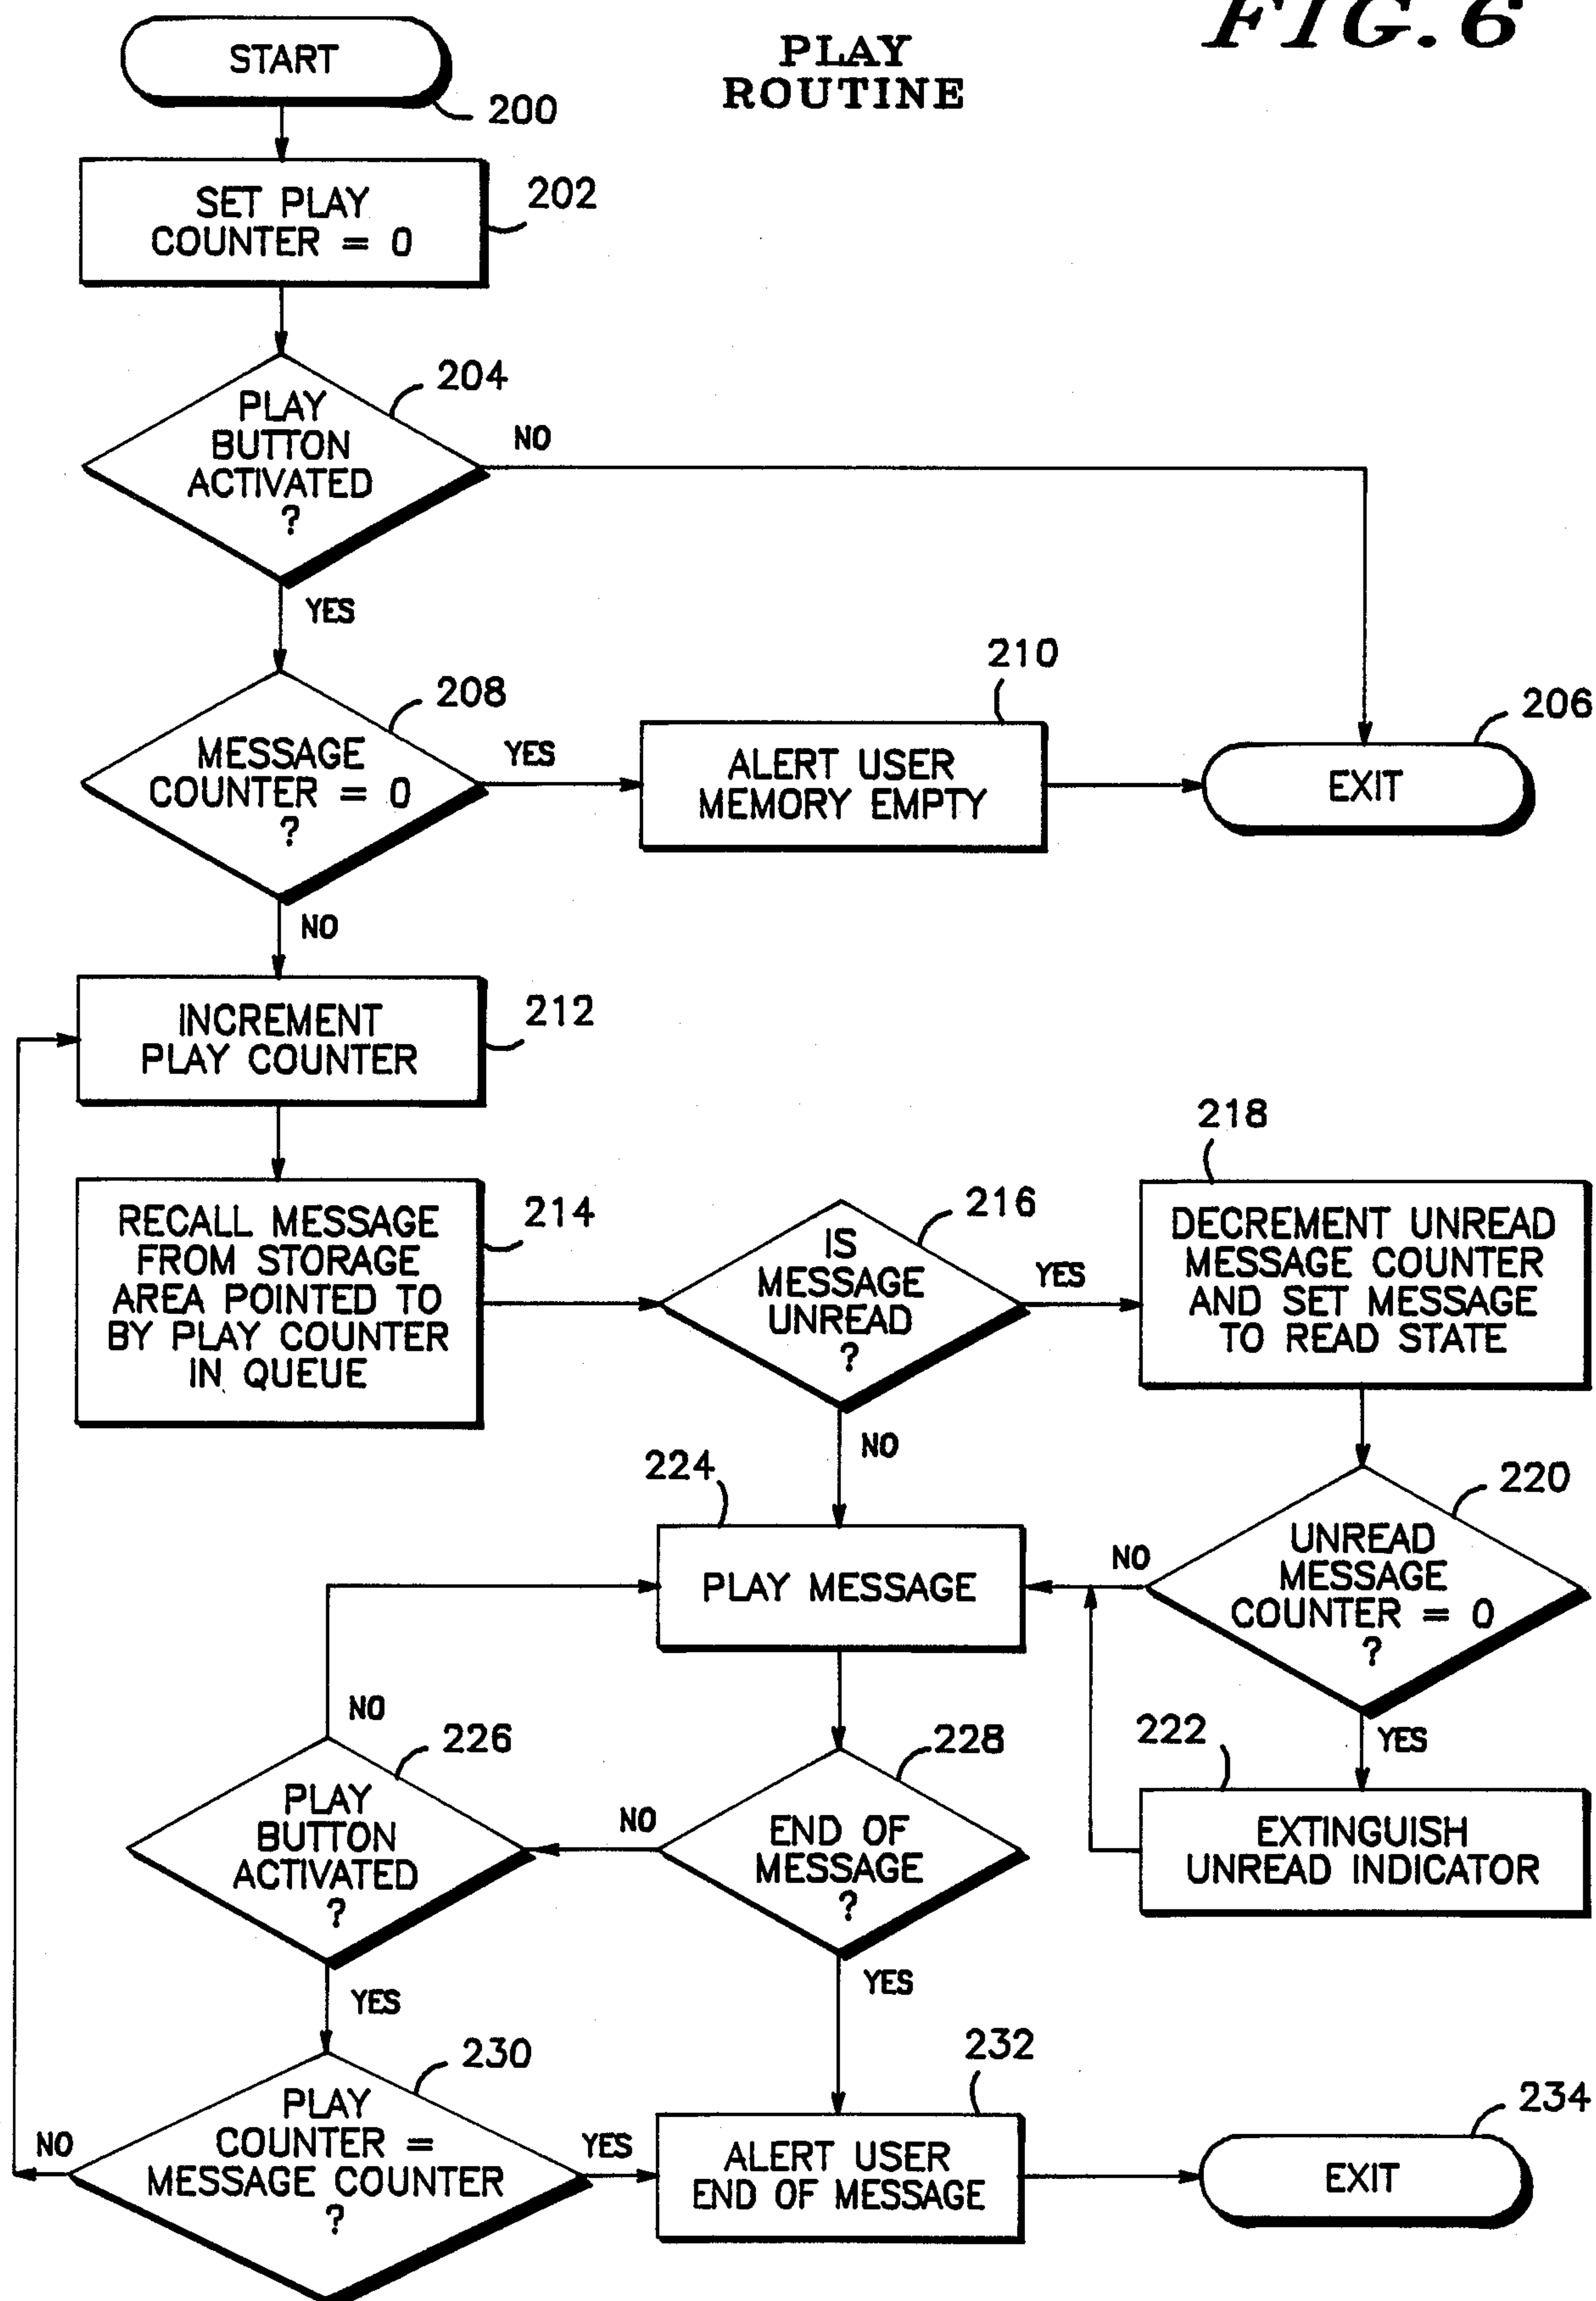 FIG. 6
PLAY
ROUTINE
START
200
SET PLAY
COUNTER = 0
202
PLAY
BUTTON
ACTIVATED
?
204
NO
YES
MESSAGE
COUNTER = 0
?
208
YES
ALERT USER
MEMORY EMPTY
210
EXIT
206
NO
INCREMENT
PLAY COUNTER
212
RECALL MESSAGE
FROM STORAGE
AREA POINTED TO
BY PLAY COUNTER
IN QUEUE
214
IS
MESSAGE
UNREAD
?
216
YES
218
DECREMENT UNREAD
MESSAGE COUNTER
AND SET MESSAGE
TO READ STATE
NO
224
PLAY MESSAGE
NO
UNREAD
MESSAGE
COUNTER = 0
?
220
YES
222
EXTINGUISH
UNREAD INDICATOR
NO
PLAY
BUTTON
ACTIVATED
?
226
NO
END OF
MESSAGE
?
228
YES
YES
PLAY
COUNTER =
MESSAGE COUNTER
?
230
NO
YES
232
ALERT USER
END OF MESSAGE
EXIT
234